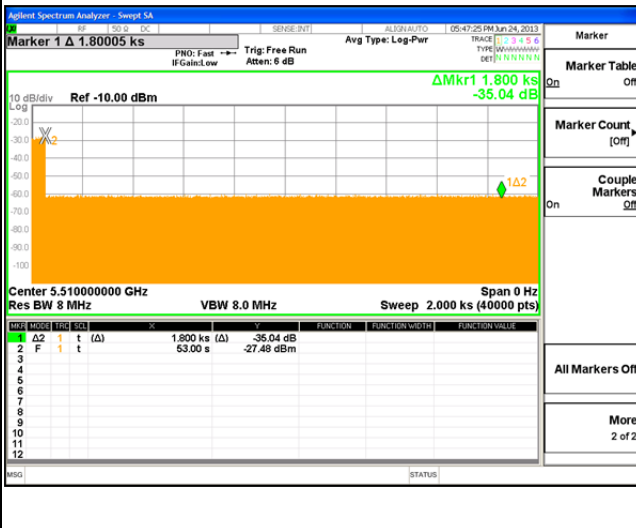 Agilent Spectrum Analyzer - Swept SA
RF 50 Ω DC SENSE:INT ALIGNAUTO 05:47:25 PM Jun 24, 2013
Marker 1 Δ 1.80005 ks
PNO: Fast
IFGain:Low
Trig: Free Run
Atten: 6 dB
Avg Type: Log-Pwr
TRACE 1 2 3 4 5 6
TYPE
DET N N N N N N
ΔMkr1 1.800 ks
-35.04 dB
10 dB/div Ref -10.00 dBm
Log
-20.0
-30.0
-40.0
-50.0
-60.0
-70.0
-80.0
-90.0
-100
2
1Δ2
Center 5.510000000 GHz Span 0 Hz
Res BW 8 MHz VBW 8.0 MHz Sweep 2.000 ks (40000 pts)
MKR MODE TRC SCL X Y FUNCTION FUNCTION WIDTH FUNCTION VALUE
1 Δ2 1 t (Δ) 1.800 ks (Δ) -35.04 dB
2 F 1 t 53.00 s -27.48 dBm
3
4
5
6
7
8
9
10
11
12
MSG STATUS
Marker
Marker Table
On Off
Marker Count
[Off]
Couple
Markers
On Off
All Markers Off
More
2 of 2